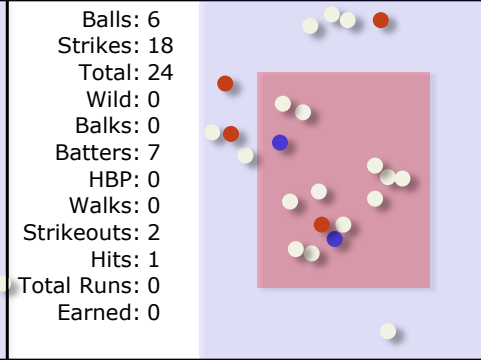 Balls: 6
Strikes: 18
Total: 24
Wild: 0
Balks: 0
Batters: 7
HBP: 0
Walks: 0
Strikeouts: 2
Hits: 1
Total Runs: 0
Earned: 0